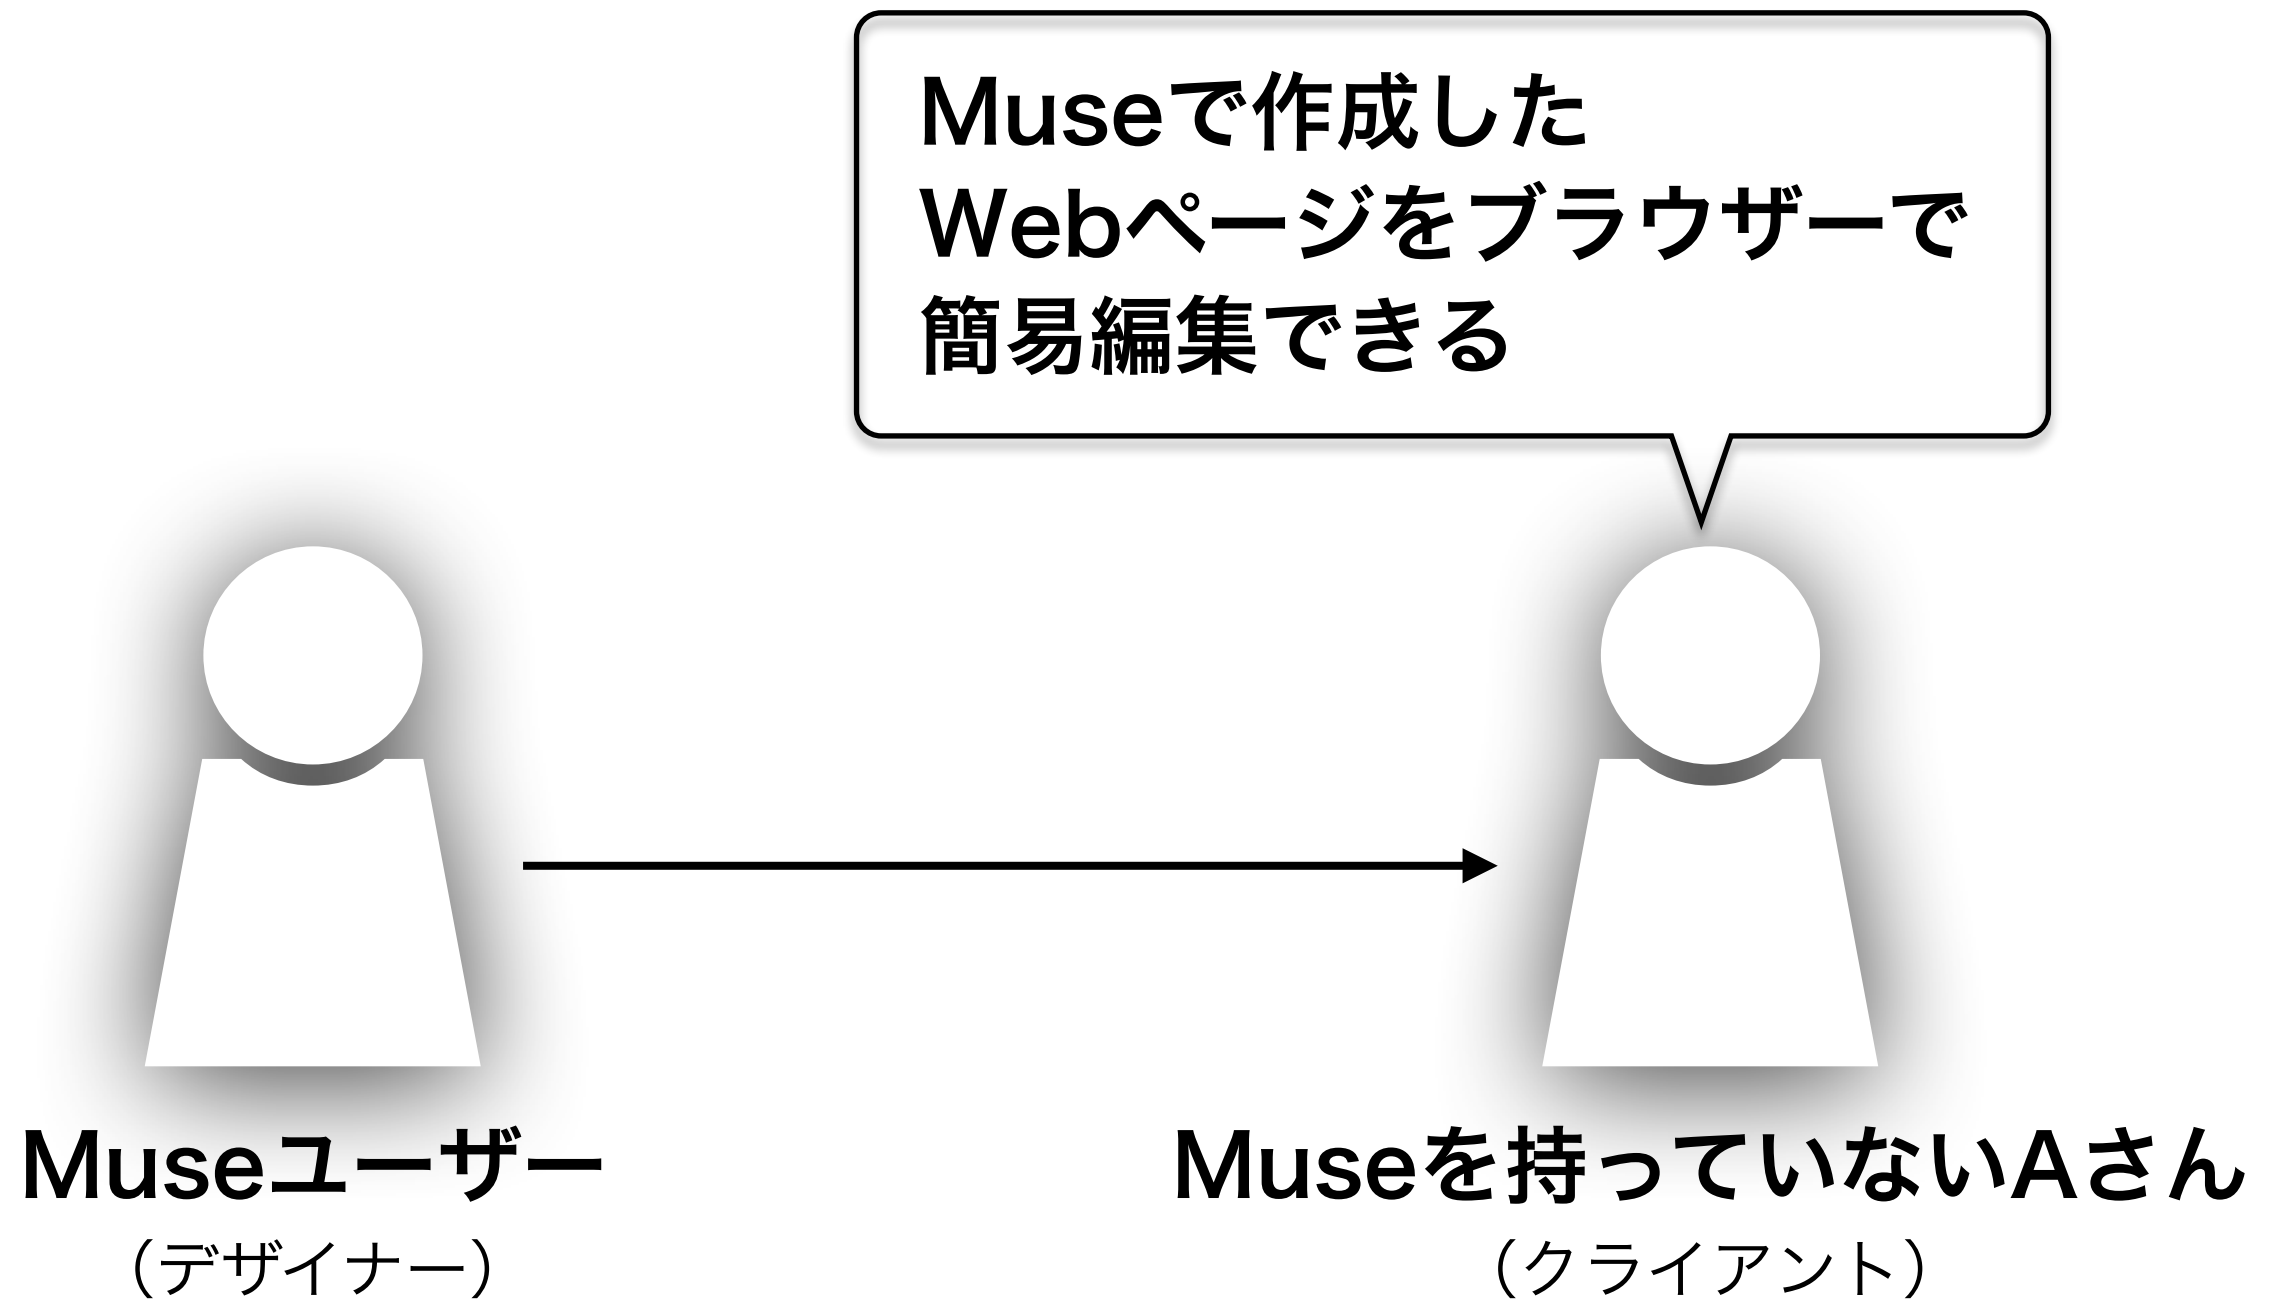 Museで作成した
Webページをブラウザーで
簡易編集できる
Museユーザー
（デザイナー）
Museを持っていないAさん
（クライアント）